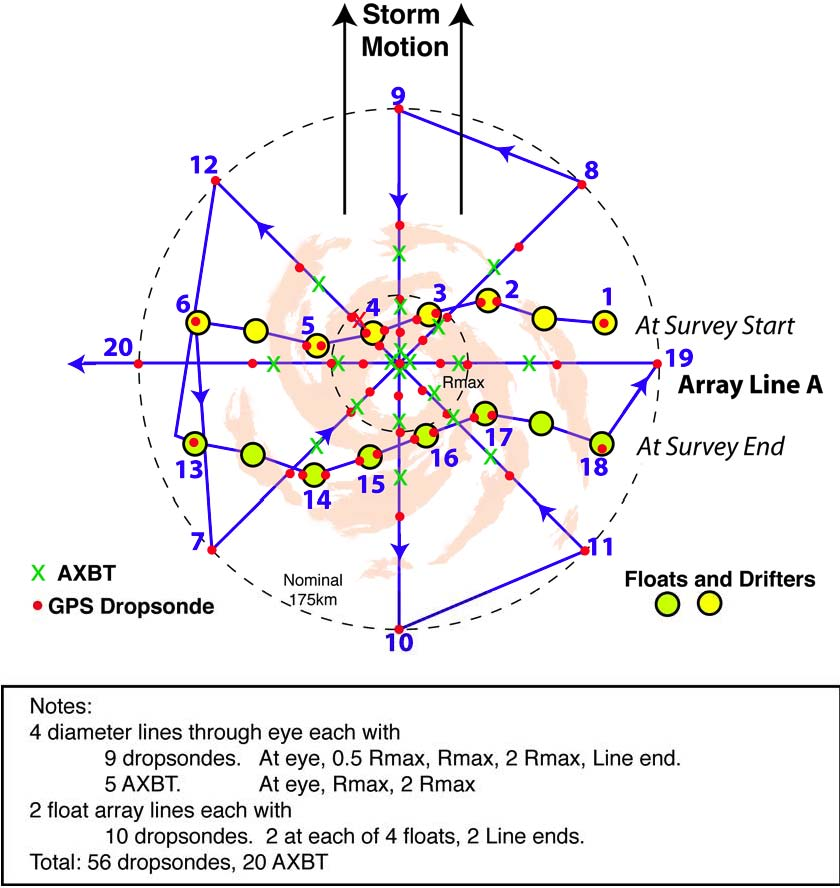 Storm
Motion
9
12
8
6
5
4
3
2
1
At Survey Start
20
19
Rmax
Array Line A
13
14
15
16
17
18
At Survey End
7
11
X AXBT
GPS Dropsonde
Nominal
175km
10
Floats and Drifters
Notes:
4 diameter lines through eye each with
9 dropsondes. At eye, 0.5 Rmax, Rmax, 2 Rmax, Line end.
5 AXBT. At eye, Rmax, 2 Rmax
2 float array lines each with
10 dropsondes. 2 at each of 4 floats, 2 Line ends.
Total: 56 dropsondes, 20 AXBT